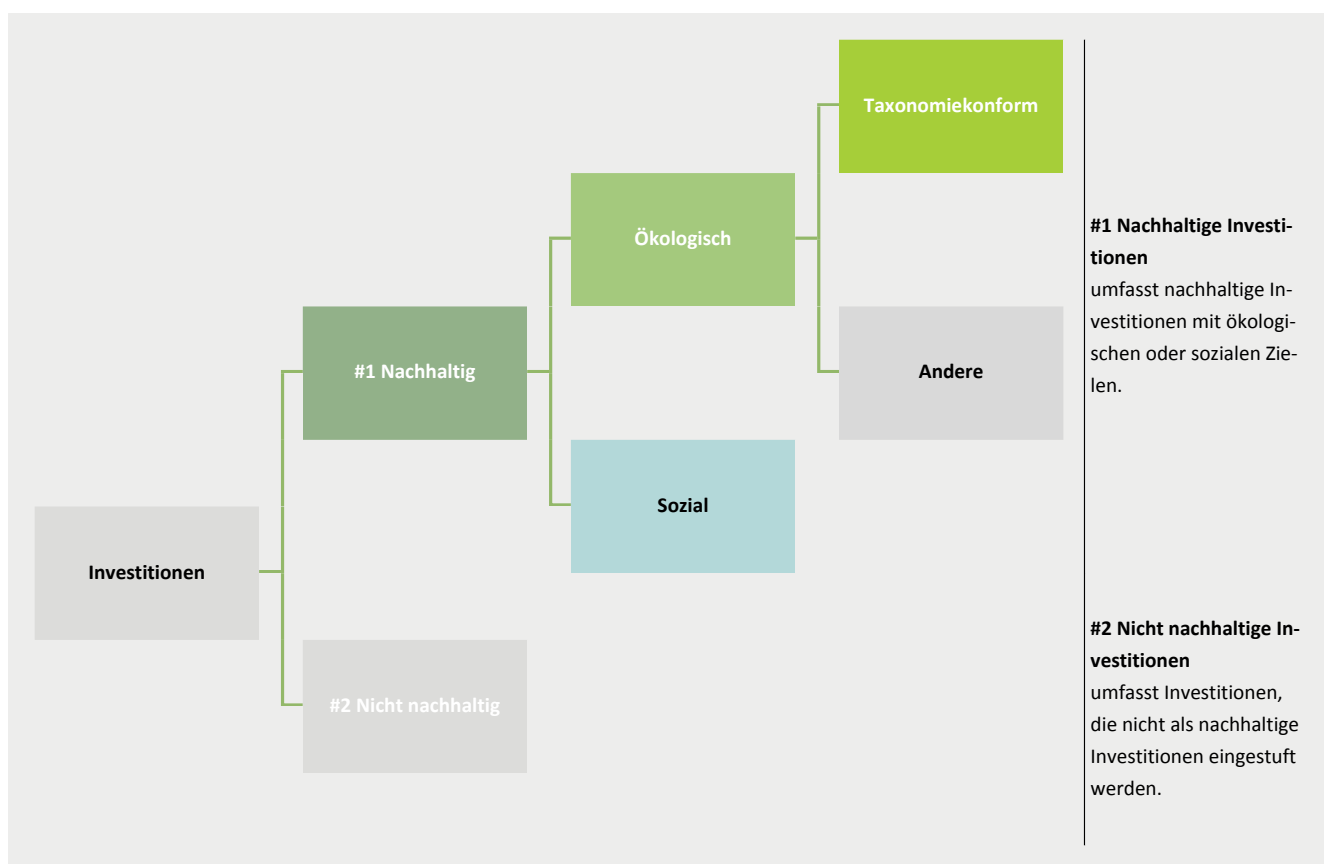 Taxonomiekonform
Ökologisch
#1 Nachhaltig
Andere
Sozial
Investitionen
#2 Nicht nachhaltig
#1 Nachhaltige Investi-
tionen
umfasst nachhaltige In-
vestitionen mit ökologi-
schen oder sozialen Zie-
len.
#2 Nicht nachhaltige In-
vestitionen
umfasst Investitionen,
die nicht als nachhaltige
Investitionen eingestuft
werden.